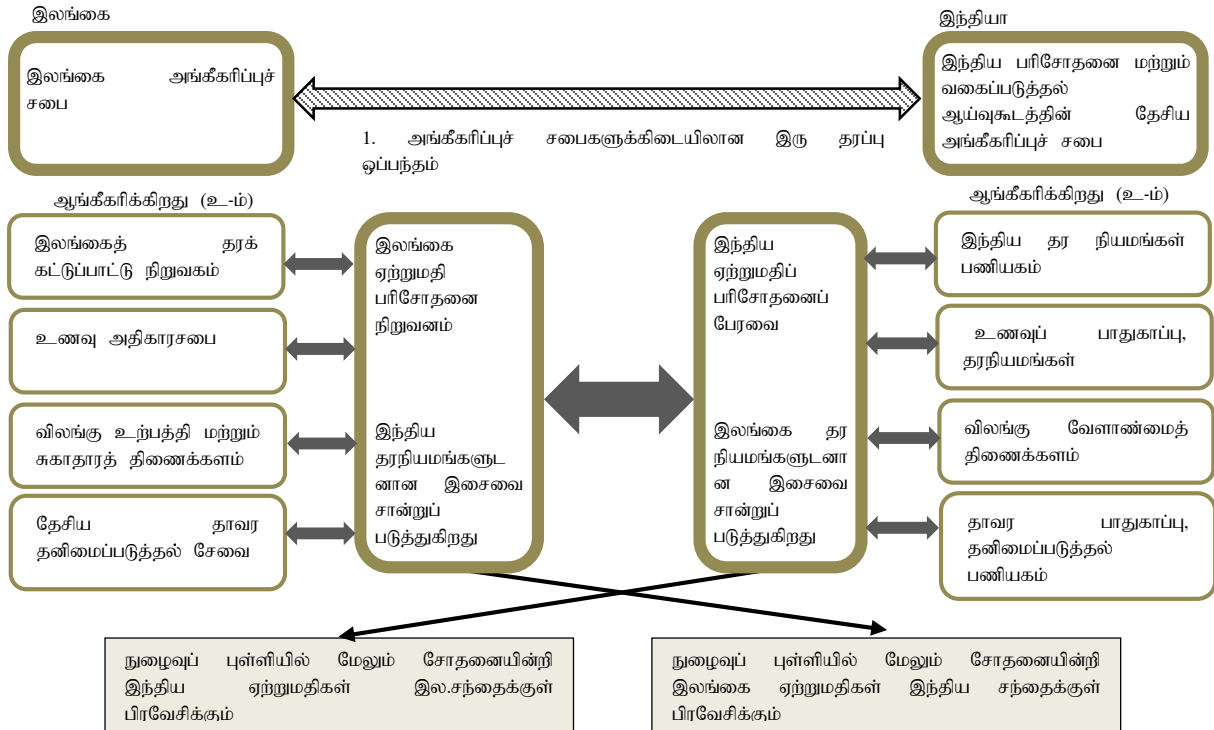 இலங்கை
இந்தியா
இலங்கை அங்கீகரிப்புச்
சபை
இந்திய பரிசோதனை மற்றும்
வகைப்படுத்தல்
ஆய்வுகூடத்தின் தேசிய
அங்கீகரிப்புச் சபை
1. அங்கீகரிப்புச் சபைகளுக்கிடையிலான இரு தரப்பு
ஒப்பந்தம்
ஆங்கீகரிக்கிறது (உ-ம்)
இலங்கைத் தரக்
கட்டுப்பாட்டு நிறுவகம்
உணவு அதிகாரசபை
விலங்கு உற்பத்தி மற்றும்
சுகாதாரத் திணைக்களம்
தேசிய தாவர
தனிமைப்படுத்தல் சேவை
இலங்கை
ஏற்றுமதி
பரிசோதனை
நிறுவனம்
இந்திய
தரநியமங்களுட
னான இசைவை
சான்றுப்
படுத்துகிறது
இந்திய
ஏற்றுமதிப்
பரிசோதனைப்
பேரவை
இலங்கை தர
நியமங்களுடனா
ன இசைவை
சான்றுப்
படுத்துகிறது
ஆங்கீகரிக்கிறது (உ-ம்)
இந்திய தர நியமங்கள்
பணியகம்
உணவுப் பாதுகாப்பு,
தரநியமங்கள்
விலங்கு வேளாண்மைத்
திணைக்களம்
தாவர பாதுகாப்பு,
தனிமைப்படுத்தல்
பணியகம்
நுழைவுப் புள்ளியில் மேலும் சோதனையின்றி
இந்திய ஏற்றுமதிகள் இல.சந்தைக்குள்
பிரவேசிக்கும்
நுழைவுப் புள்ளியில் மேலும் சோதனையின்றி
இலங்கை ஏற்றுமதிகள் இந்திய சந்தைக்குள்
பிரவேசிக்கும்